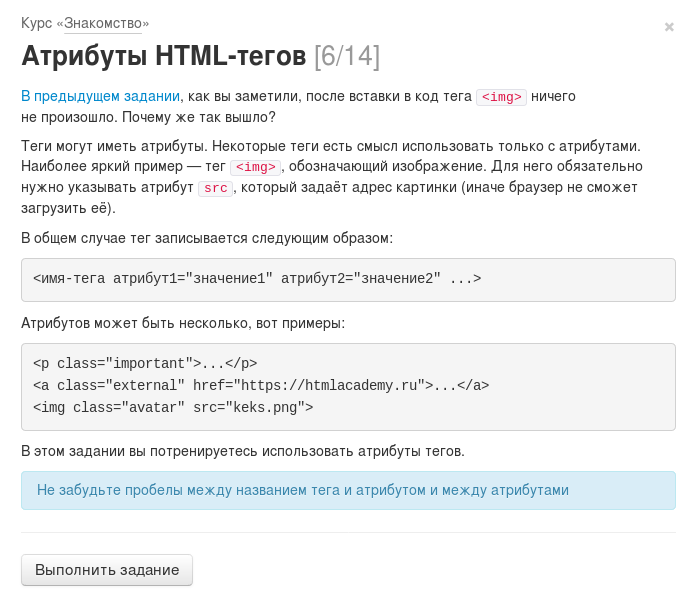 Курс «Знакомство»
×
Атрибуты HTML-тегов [6/14]
В предыдущем задании, как вы заметили, после вставки в код тега <img> ничего
не произошло. Почему же так вышло?
Теги могут иметь атрибуты. Некоторые теги есть смысл использовать только с атрибутами.
Наиболее яркий пример — тег <img>, обозначающий изображение. Для него обязательно
нужно указывать атрибут src, который задаёт адрес картинки (иначе браузер не сможет
загрузить её).
В общем случае тег записывается следующим образом:
<имя-тега атрибут1="значение1" атрибут2="значение2" ...>
Атрибутов может быть несколько, вот примеры:
<p class="important">...</p>
<a class="external" href="https://htmlacademy.ru">...</a>
<img class="avatar" src="keks.png">
В этом задании вы потренируетесь использовать атрибуты тегов.
Не забудьте пробелы между названием тега и атрибутом и между атрибутами
Выполнить задание